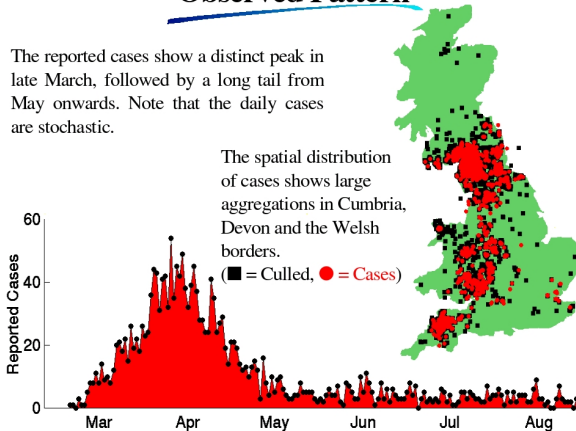 Observed Pattern
The reported cases show a distinct peak in
late March, followed by a long tail from
May onwards. Note that the daily cases
are stochastic.
The spatial distribution
of cases shows large
aggregations in Cumbria,
Devon and the Welsh
borders.
(■ = Culled, ● = Cases)
Reported Cases
60
40
20
0
Mar Apr May Jun Jul Aug